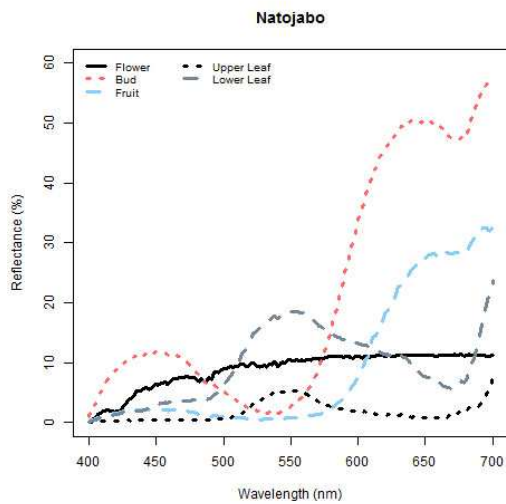 Natojabo
Flower
Bud
Fruit
Upper Leaf
Lower Leaf
Reflectance (%)
60
50
40
30
20
10
0
400
450
500
550
600
650
700
Wavelength (nm)